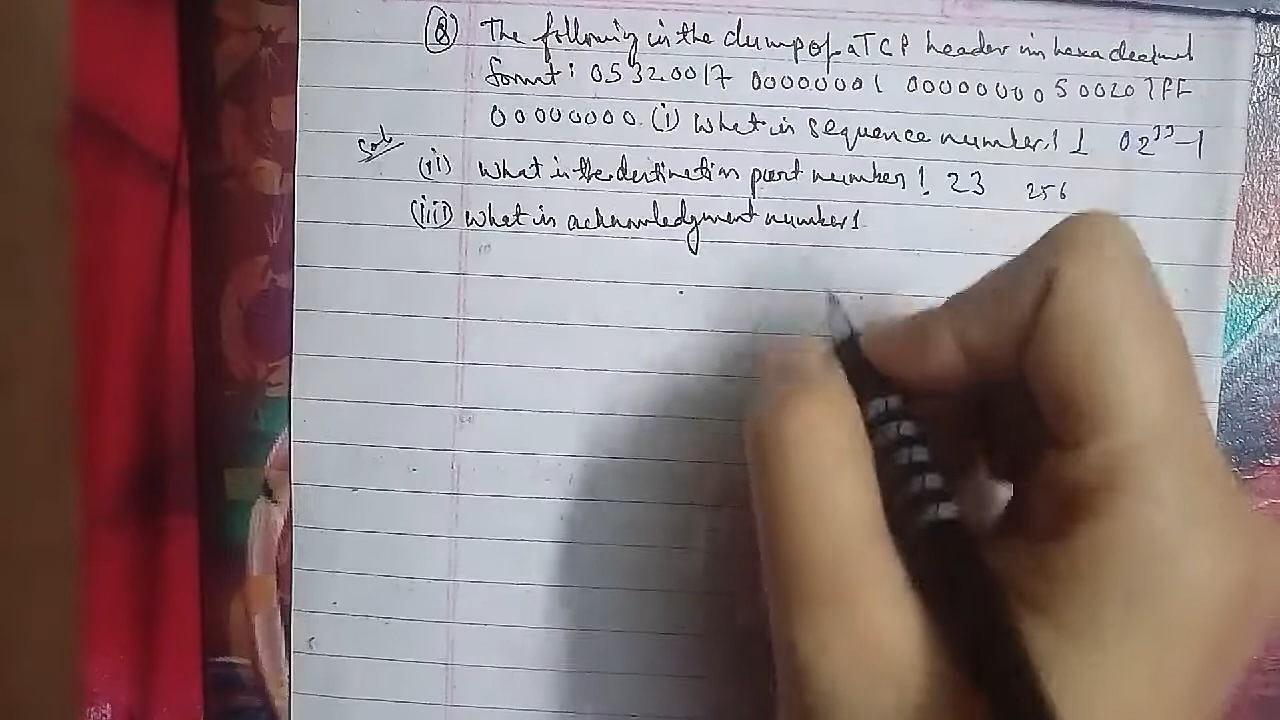 Q) The following is the dump of a TCP header in hexa decimal
format: 05320017 00000001 00000000 500207FF
00000000. (i) What is sequence number! 1 0 2³²-1
Sol
(ii) What is the destination port number! 23 256
(iii) What is acknowledgment number!